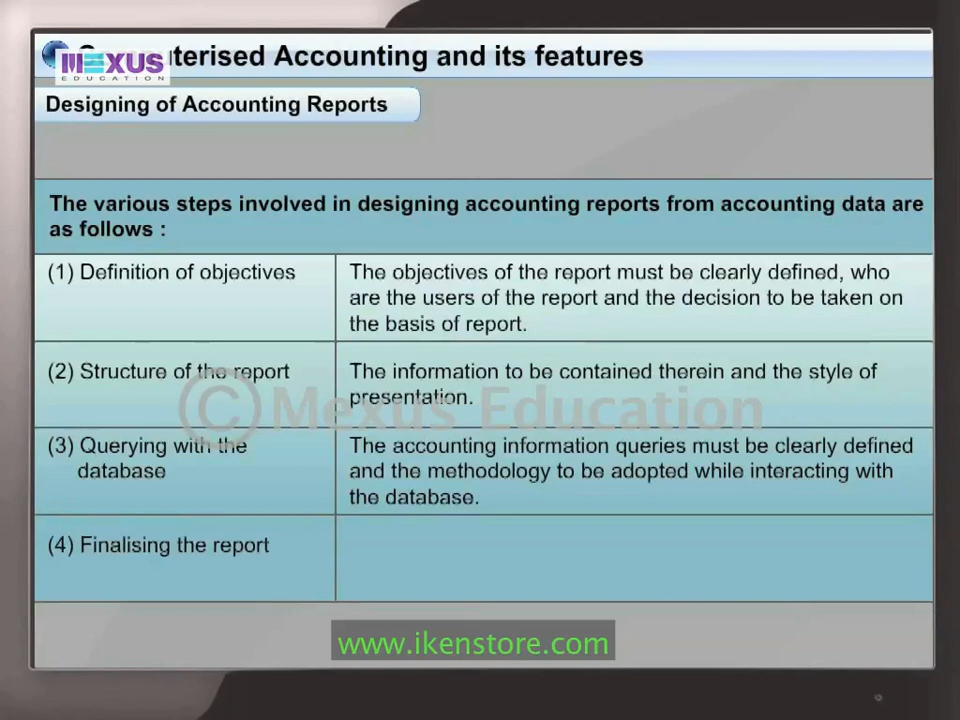 MEXUS
EDUCATION
uterised Accounting and its features
Designing of Accounting Reports
The various steps involved in designing accounting reports from accounting data are
as follows :
(1) Definition of objectives
The objectives of the report must be clearly defined, who
are the users of the report and the decision to be taken on
the basis of report.
(2) Structure of the report
The information to be contained therein and the style of
presentation.
© Mexus Education
(3) Querying with the
database
The accounting information queries must be clearly defined
and the methodology to be adopted while interacting with
the database.
(4) Finalising the report
www.ikenstore.com